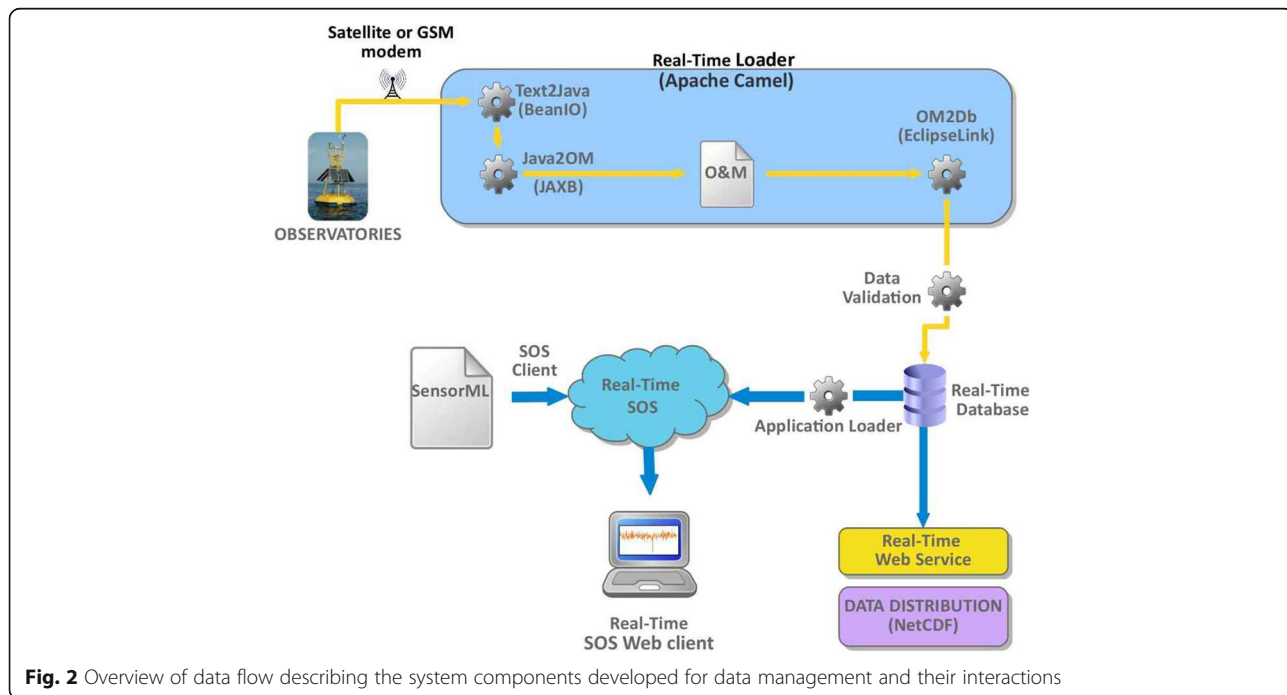 Satellite or GSM
modem
Real-Time Loader
(Apache Camel)
Text2Java
(BeanIO)
OM2Db
(EclipseLink)
Java2OM
(JAXB)
O&M
OBSERVATORIES
Data
Validation
SOS
Client
SensorML
Real-Time
SOS
Application Loader
Real-Time
Database
Real-Time
Web Service
DATA DISTRIBUTION
(NetCDF)
Real-Time
SOS Web client
Fig. 2 Overview of data flow describing the system components developed for data management and their interactions